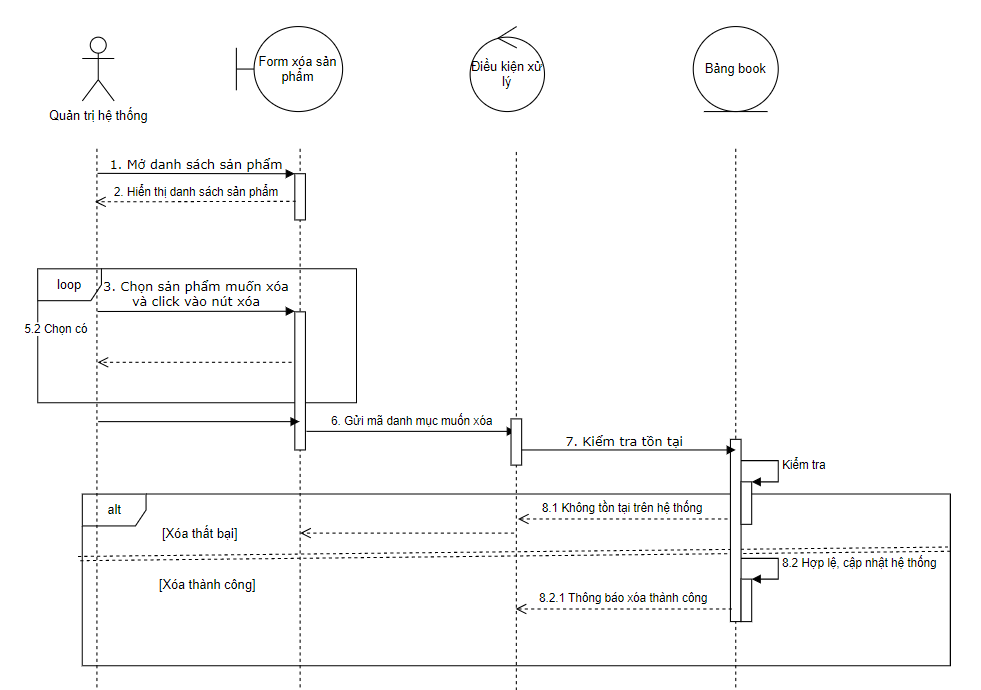 Form xóa sản
phẩm
Điều kiện xử
lý
Bảng book
Quản trị hệ thống
1. Mở danh sách sản phẩm
2. Hiển thị danh sách sản phẩm
loop
3. Chọn sản phẩm muốn xóa
và click vào nút xóa
5.2 Chọn có
6. Gửi mã danh mục muốn xóa
7. Kiểm tra tồn tại
Kiểm tra
alt
8.1 Không tồn tại trên hệ thống
[Xóa thất bại]
8.2 Hợp lệ, cập nhật hệ thống
[Xóa thành công]
8.2.1 Thông báo xóa thành công